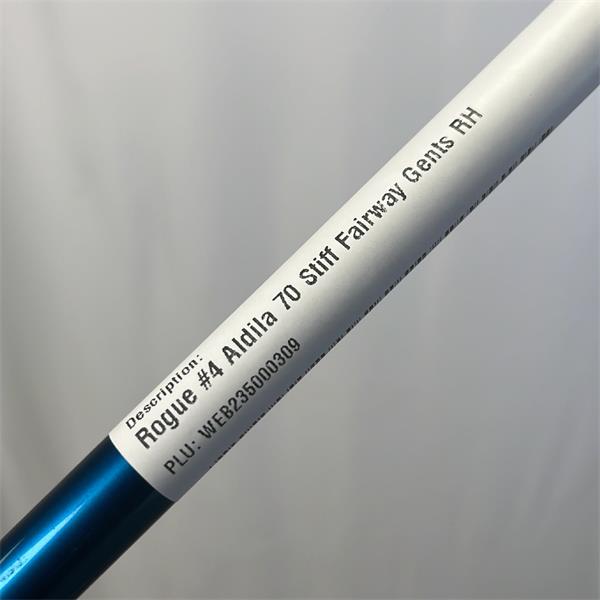 Description:
Rogue #4 Aldila 70 Stiff Fairway Gents RH
PLU: WEB235000309